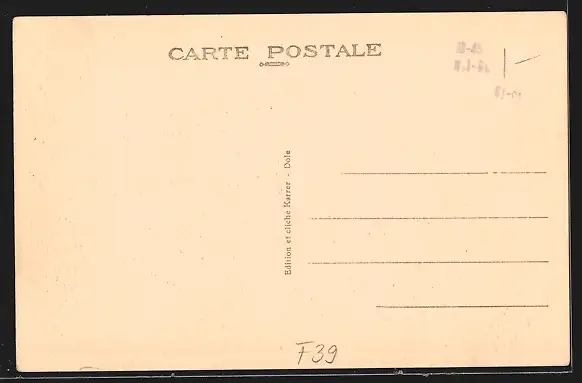 CARTE POSTALE
Edition et cliché Karrer - Dole
F39